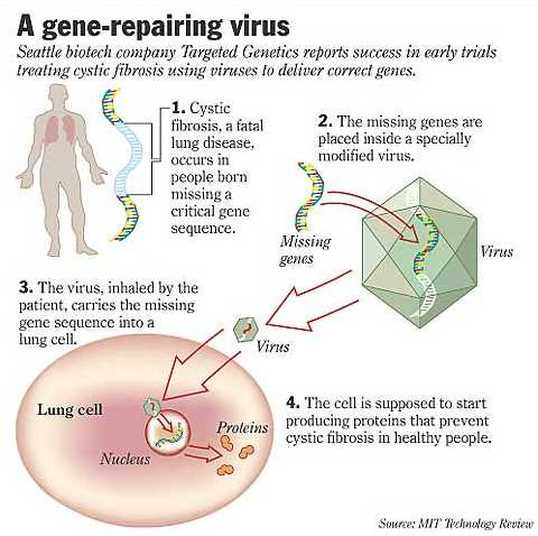 A gene-repairing virus
Seattle biotech company Targeted Genetics reports success in early trials
treating cystic fibrosis using viruses to deliver correct genes.
1. Cystic
fibrosis, a fatal
lung disease,
occurs in
people born
missing a
critical gene
sequence.
2. The missing genes are
placed inside a specially
modified virus.
Missing
genes
Virus
3. The virus, inhaled by the
patient, carries the missing
gene sequence into a
lung cell.
Virus
Lung cell
Nucleus
Proteins
4. The cell is supposed to start
producing proteins that prevent
cystic fibrosis in healthy people.
Source: MIT Technology Review